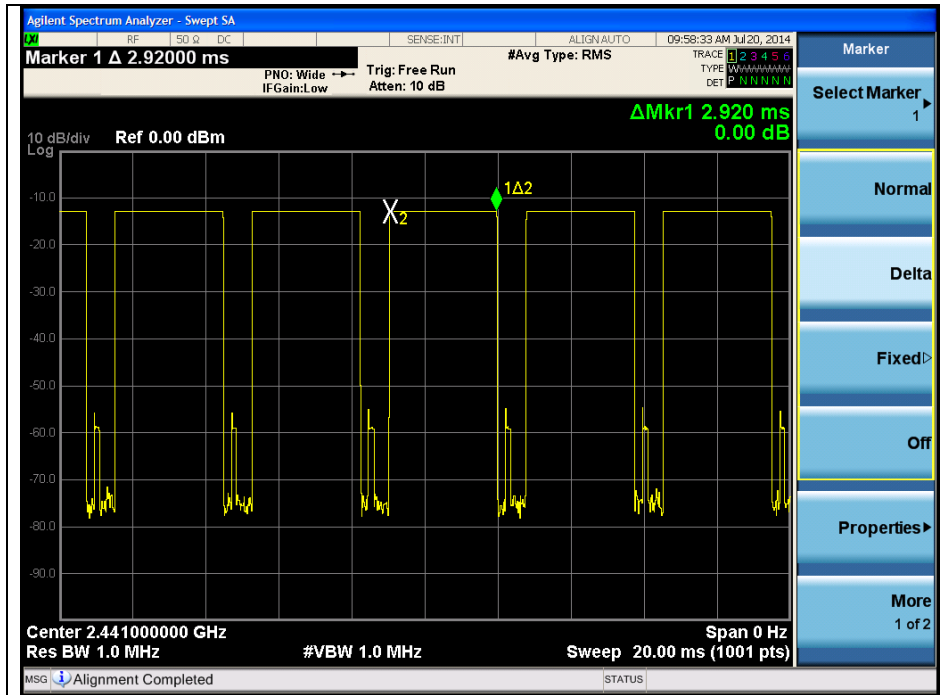 Agilent Spectrum Analyzer - Swept SA
LXI RF 50 Ω DC SENSE:INT ALIGN AUTO 09:58:33 AM Jul 20, 2014
Marker 1 Δ 2.92000 ms
PNO: Wide
IFGain:Low
Trig: Free Run
Atten: 10 dB
#Avg Type: RMS
TRACE 1 2 3 4 5 6
TYPE WWWWWW
DET P N N N N N
ΔMkr1 2.920 ms
0.00 dB
10 dB/div Ref 0.00 dBm
Log
-10.0
-20.0
-30.0
-40.0
-50.0
-60.0
-70.0
-80.0
-90.0
1Δ2
X2
Center 2.441000000 GHz Span 0 Hz
Res BW 1.0 MHz #VBW 1.0 MHz Sweep 20.00 ms (1001 pts)
MSG Alignment Completed STATUS
Marker
Select Marker
1
Normal
Delta
Fixed
Off
Properties
More
1 of 2